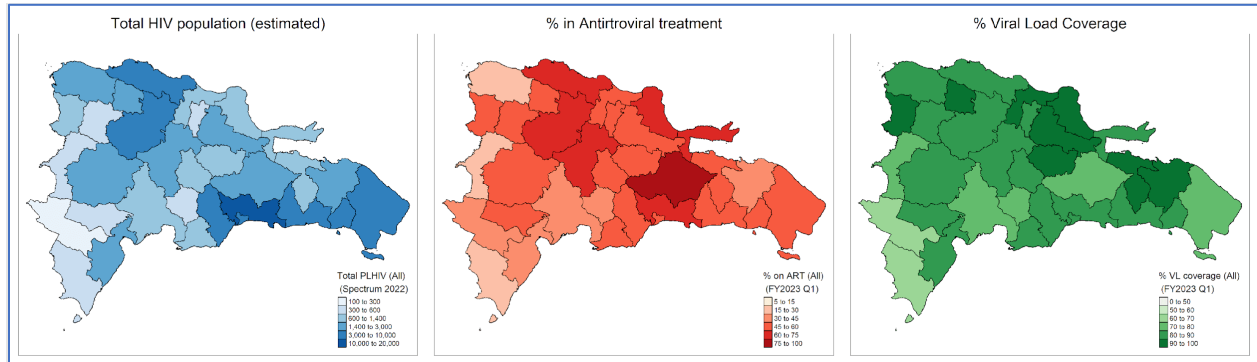 Total HIV population (estimated)
% in Antirtroviral treatment
% Viral Load Coverage
Total PLHIV (All)
(Spectrum 2022)
100 to 300
300 to 600
600 to 1,400
1,400 to 3,000
3,000 to 10,000
10,000 to 20,000
% on ART (All)
(FY2023 Q1)
5 to 15
15 to 30
30 to 45
45 to 60
60 to 75
75 to 100
% VL coverage (All)
(FY2023 Q1)
0 to 50
50 to 60
60 to 70
70 to 80
80 to 90
90 to 100